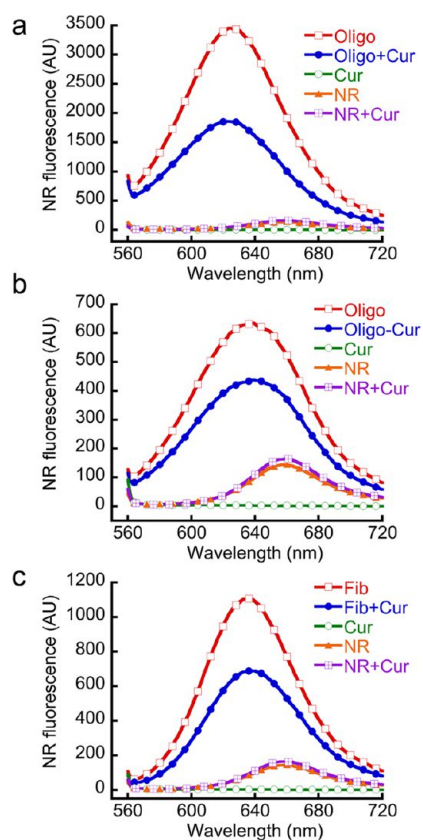 a
3500
3000
2500
2000
1500
1000
500
0
NR fluorescence (AU)
Oligo
Oligo+Cur
Cur
NR
NR+Cur
560 600 640 680 720
Wavelength (nm)
b
700
600
500
400
300
200
100
0
NR fluorescence (AU)
Oligo
Oligo-Cur
Cur
NR
NR+Cur
560 600 640 680 720
Wavelength (nm)
c
1200
1000
800
600
400
200
0
NR fluorescence (AU)
Fib
Fib+Cur
Cur
NR
NR+Cur
560 600 640 680 720
Wavelength (nm)